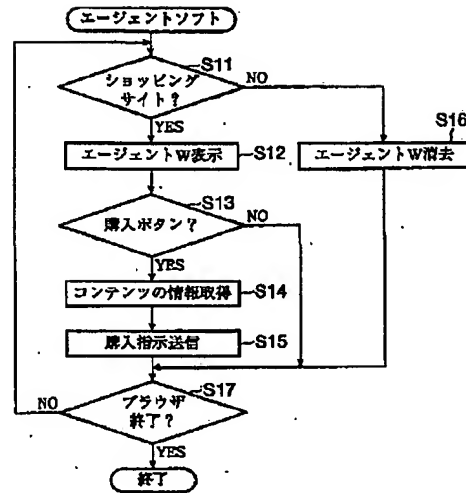 エージェントソフト
S11
ショッピング
サイト?
NO
YES
S16
エージェントW表示
S12
エージェントW消去
S13
購入ボタン?
NO
YES
コンテンツの情報取得
S14
購入指示送信
S15
S17
ブラウザ
終了?
NO
YES
終了